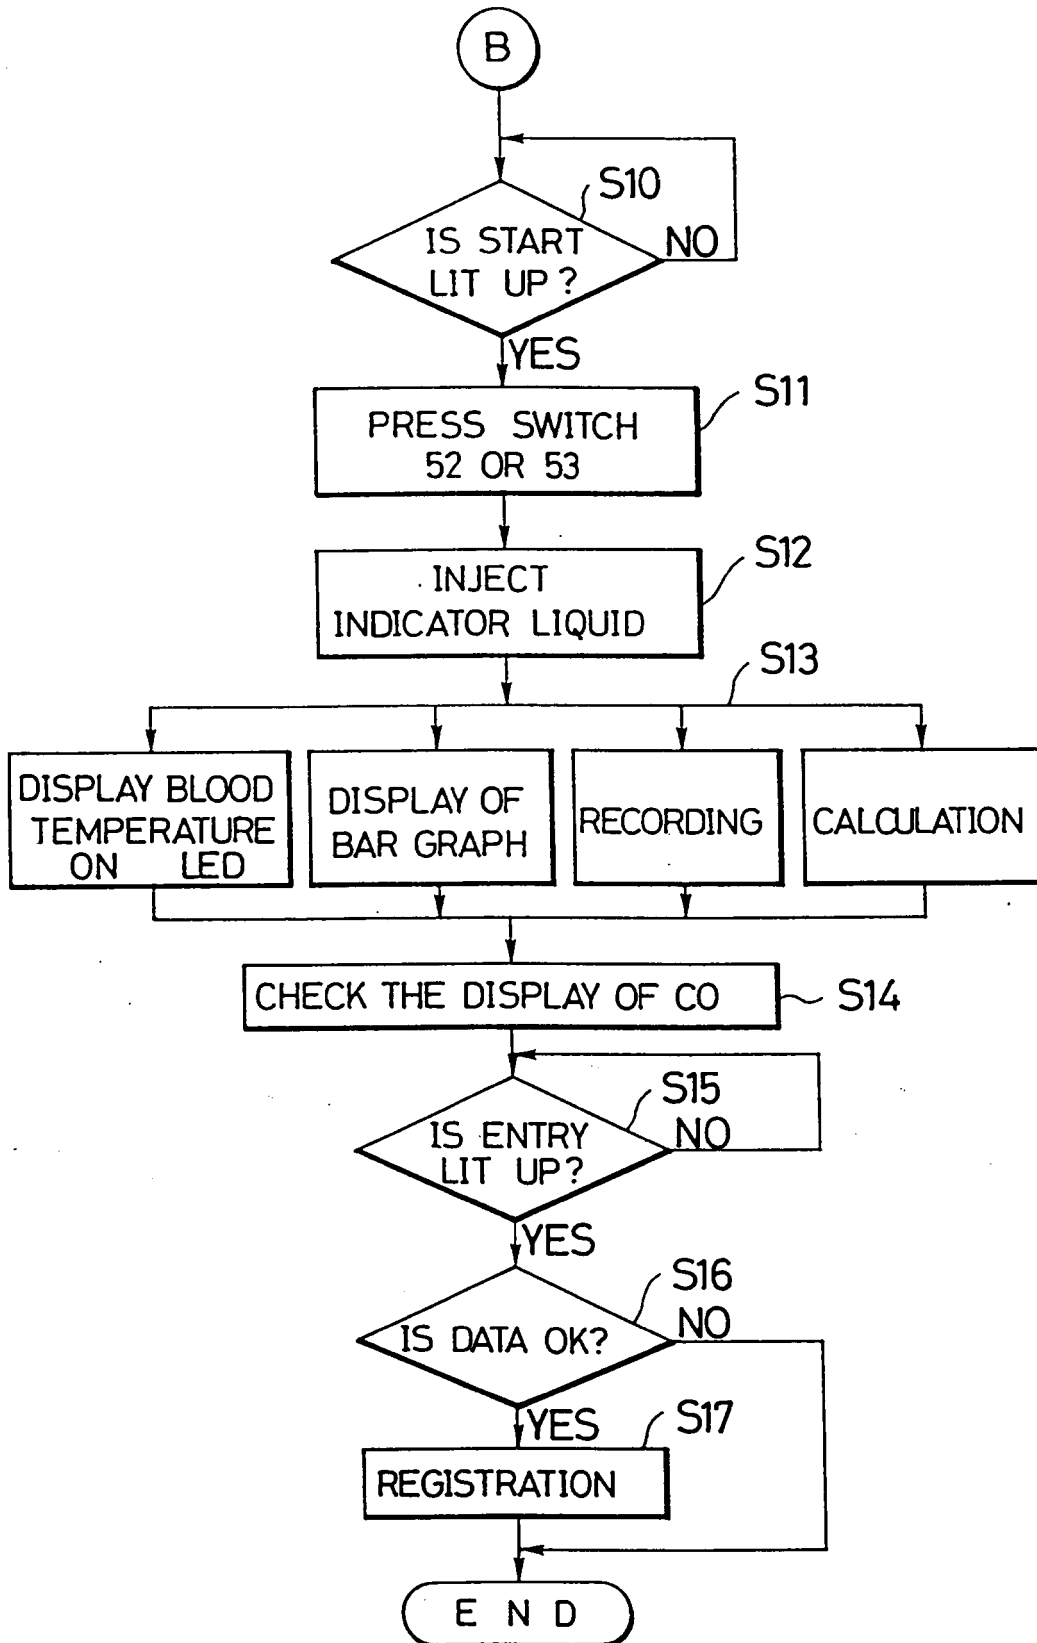 B
S10
IS START
LIT UP?
NO
YES
S11
PRESS SWITCH
52 OR 53
S12
INJECT
INDICATOR LIQUID
S13
DISPLAY BLOOD
TEMPERATURE
ON LED
DISPLAY OF
BAR GRAPH
RECORDING
CALCULATION
CHECK THE DISPLAY OF CO
S14
S15
IS ENTRY
LIT UP?
NO
YES
S16
IS DATA OK?
NO
YES
S17
REGISTRATION
END